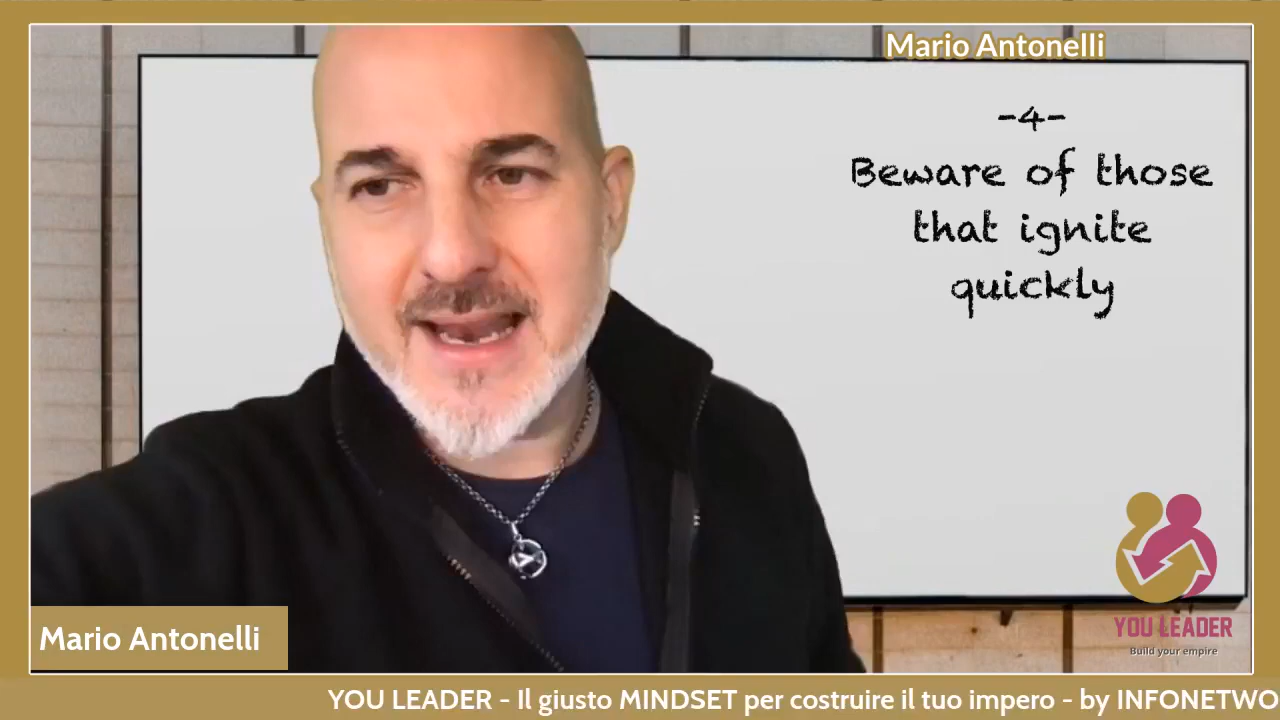 Mario Antonelli
-4-
Beware of those
that ignite
quickly
YOU LEADER
Build your empire
Mario Antonelli
YOU LEADER - Il giusto MINDSET per costruire il tuo impero - by INFONETWO